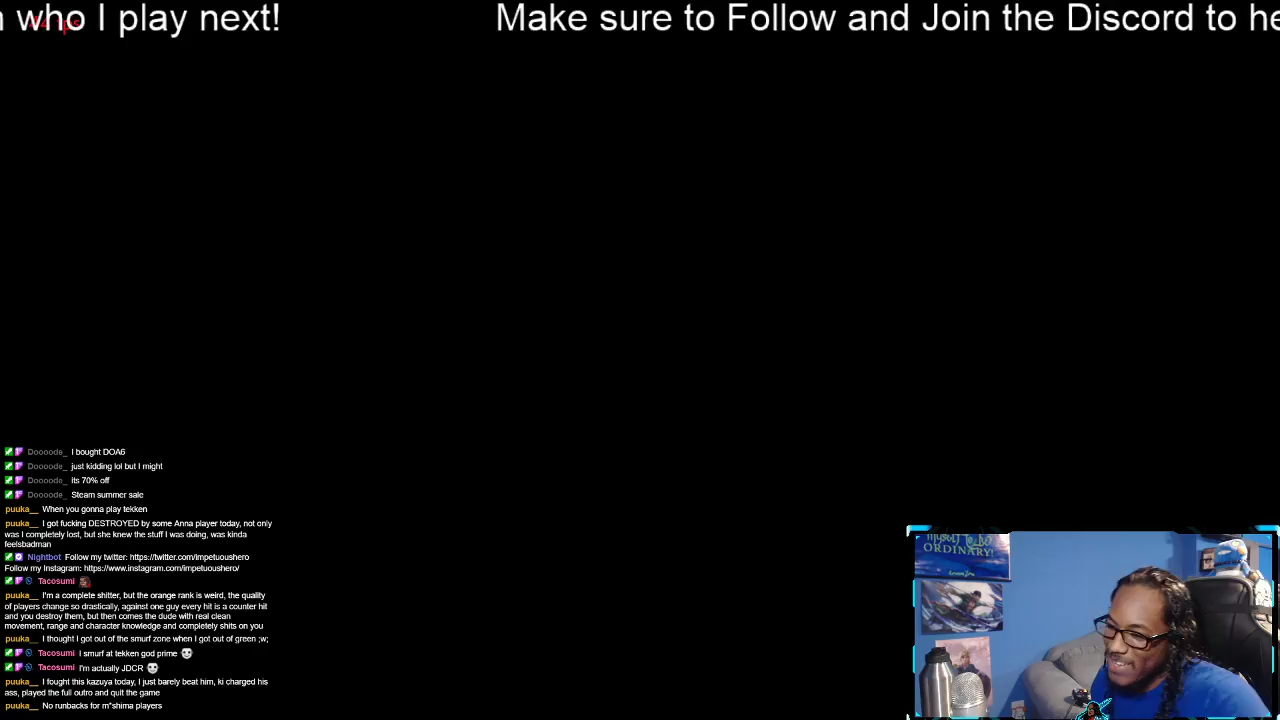 who I play next! Make sure to Follow and Join the Discord to he
Doooode_ I bought DOA6
Doooode_ just kidding lol but I might
Doooode_ its 70% off
Doooode_ Steam summer sale
puuka__ When you gonna play tekken
puuka__ I got fucking DESTROYED by some Anna player today, not only
was I completely lost, but she knew the stuff I was doing, was kinda
feelsbadman
Nightbot Follow my twitter: https://twitter.com/impetuoushero
Follow my Instagram: https://www.instagram.com/impetuoushero/
Tacosumi
puuka__ I'm a complete shitter, but the orange rank is weird, the quality
of players change so drastically, against one guy every hit is a counter hit
and you destroy them, but then comes the dude with real clean
movement, range and character knowledge and completely shits on you
puuka__ I thought I got out of the smurf zone when I got out of green ;w;
Tacosumi I smurf at tekken god prime
Tacosumi I'm actually JDCR
puuka__ I fought this kazuya today, I just barely beat him, ki charged his
ass, played the full outro and quit the game
puuka__ No runbacks for m*shima players
ORDINARY!